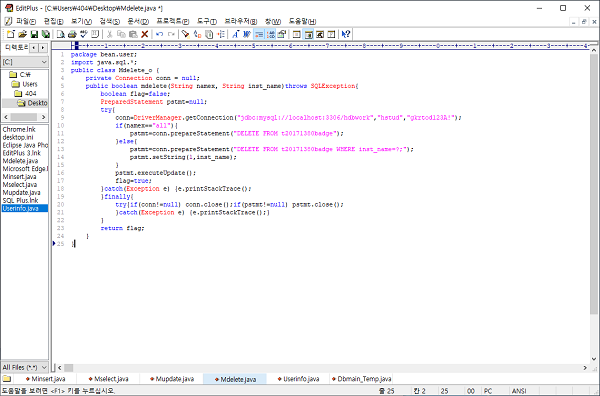 EditPlus - [C:₩Users₩404₩Desktop₩Mdelete.java *]
파일(F) 편집(E) 보기(V) 검색(S) 문서(D) 프로젝트(P) 도구(T) 브라우저(B) 창(W) 도움말(H)
디렉토리
[C:]
C:₩
Users
404
Deskto
Chrome.lnk
desktop.ini
Eclipse Java Pho
EditPlus 3.lnk
Mdelete.java
Microsoft Edge.l
Minsert.java
Mselect.java
Mupdate.java
SQL Plus.lnk
Userinfo.java
All Files (*.*)
1 package bean.user;
2 import java.sql.*;
3 public class Mdelete_o {
4 private Connection conn = null;
5 public boolean mdelete(String namex, String inst_name)throws SQLException{
6 boolean flag=false;
7 PreparedStatement pstmt=null;
8 try{
9 conn=DriverManager.getConnection("jdbc:mysql://localhost:3306/hdowork","hstud","gkrtod123A!");
10 if(namex=="all"){
11 pstmt=conn.prepareStatement("DELETE FROM t20171350badge");
12 }else{
13 pstmt=conn.prepareStatement("DELETE FROM t20171350badge WHERE inst_name=?;");
14 pstmt.setString(1,inst_name);
15 }
16 pstmt.executeUpdate();
17 flag=true;
18 }catch(Exception e) {e.printStackTrace();
19 }finally{
20 try{if(conn!=null) conn.close();if(pstmt!=null) pstmt.close();
21 }catch(Exception e) {e.printStackTrace();}
22 }
23 return flag;
24 }
25 }
Minsert.java Mselect.java Mupdate.java Mdelete.java Userinfo.java Dbmain_Temp.java
도움말을 보려면 <F1> 키를 누르십시오. 줄 25 칸 2 25 00 PC ANSI